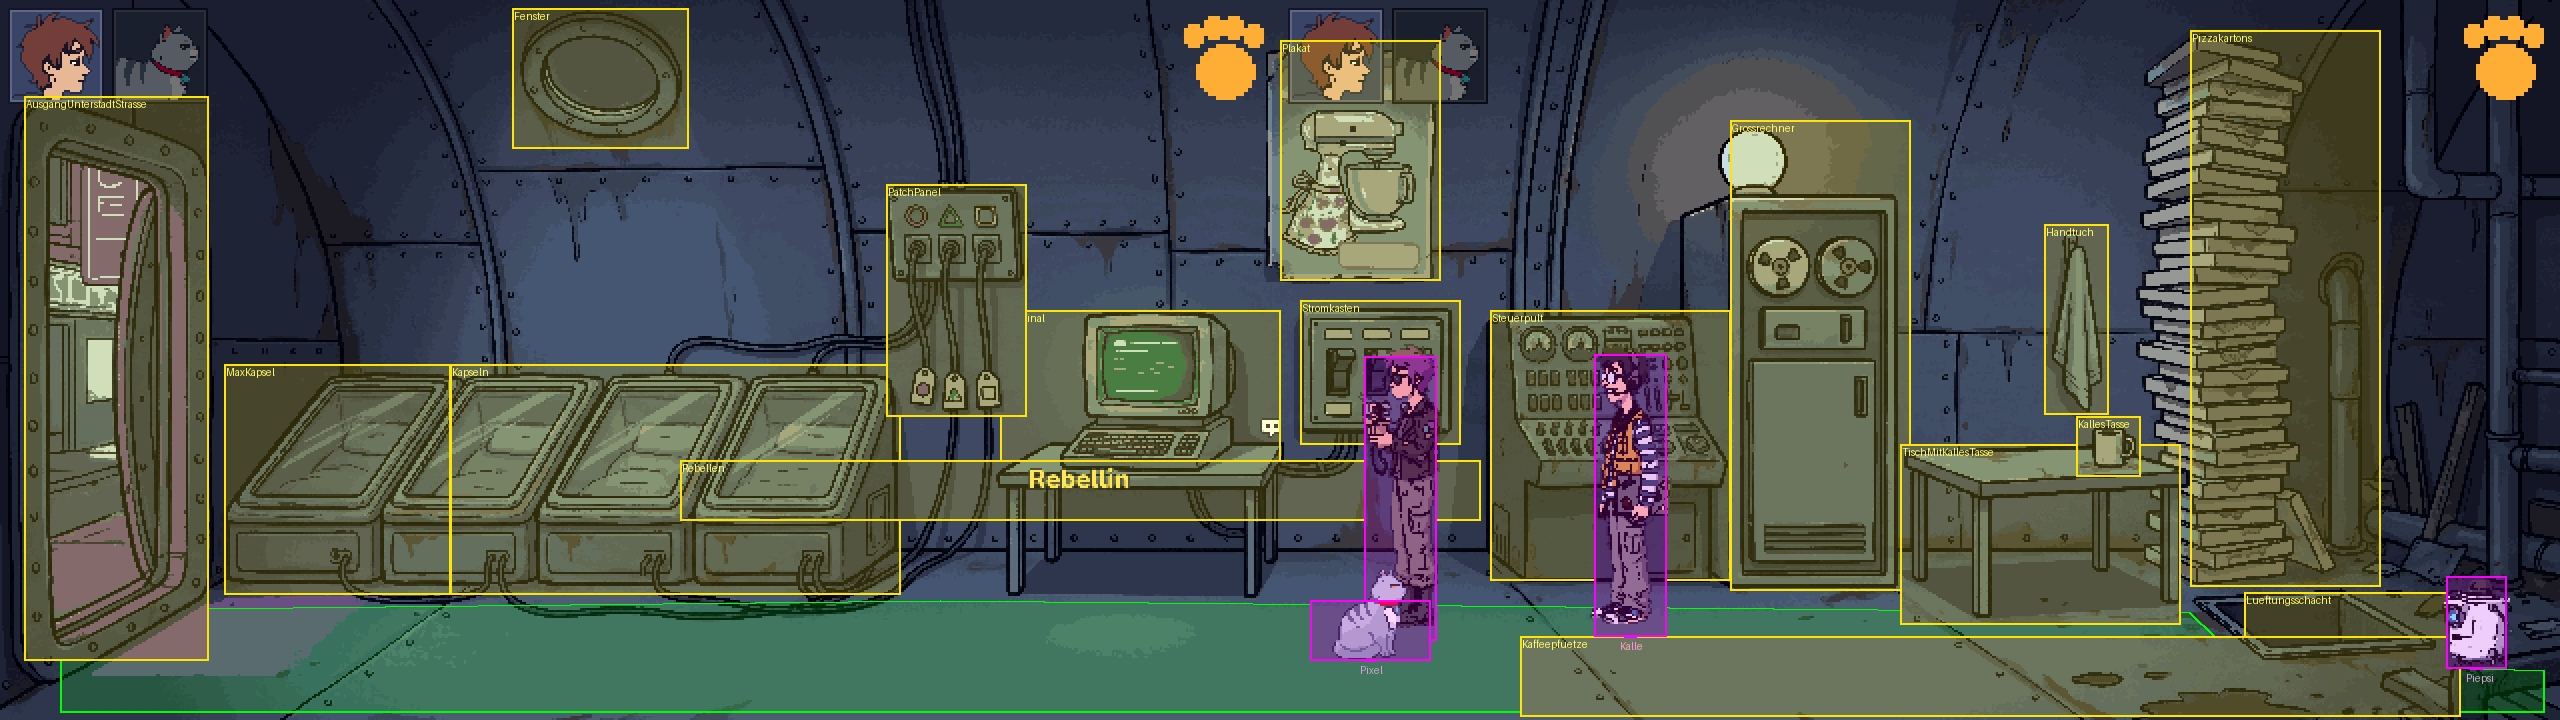 Fenster
Plakat
Pizzakartons
AusgangUnterstadtStrasse
Grossrechner
PatchPanel
Handtuch
Stromkasten
inal
Steuerpult
MaxKapsel
Kapseln
KallesTasse
TischMitKallesTasse
Rebellen
Lueftungsschacht
Kaffeepfuetze
Kalle
Pixel
Piepsi